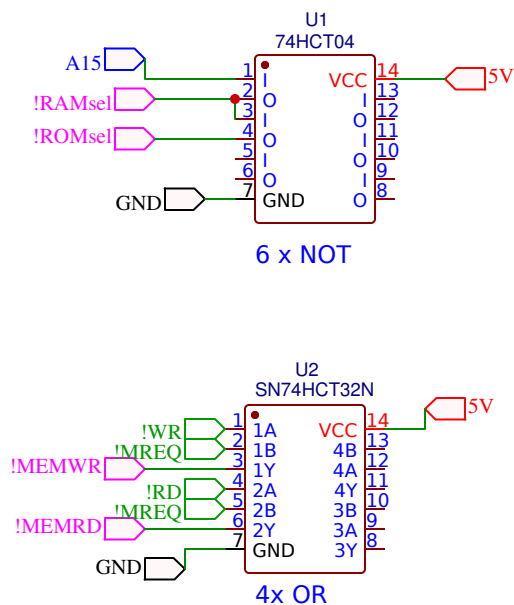 U1
74HCT04
A15
1 I VCC 14 5V
!RAMsel
2 O I 13
3 I O 12
!ROMsel
4 O I 11
5 I O 10
6 O I 9
GND
7 GND O 8
6 x NOT
U2
SN74HCT32N
5V
!WR 1 1A VCC 14
!MREQ 2 1B 4B 13
!MEMWR 3 1Y 4A 12
!RD 4 2A 4Y 11
!MREQ 5 2B 3B 10
!MEMRD 6 2Y 3A 9
GND 7 GND 3Y 8
4x OR